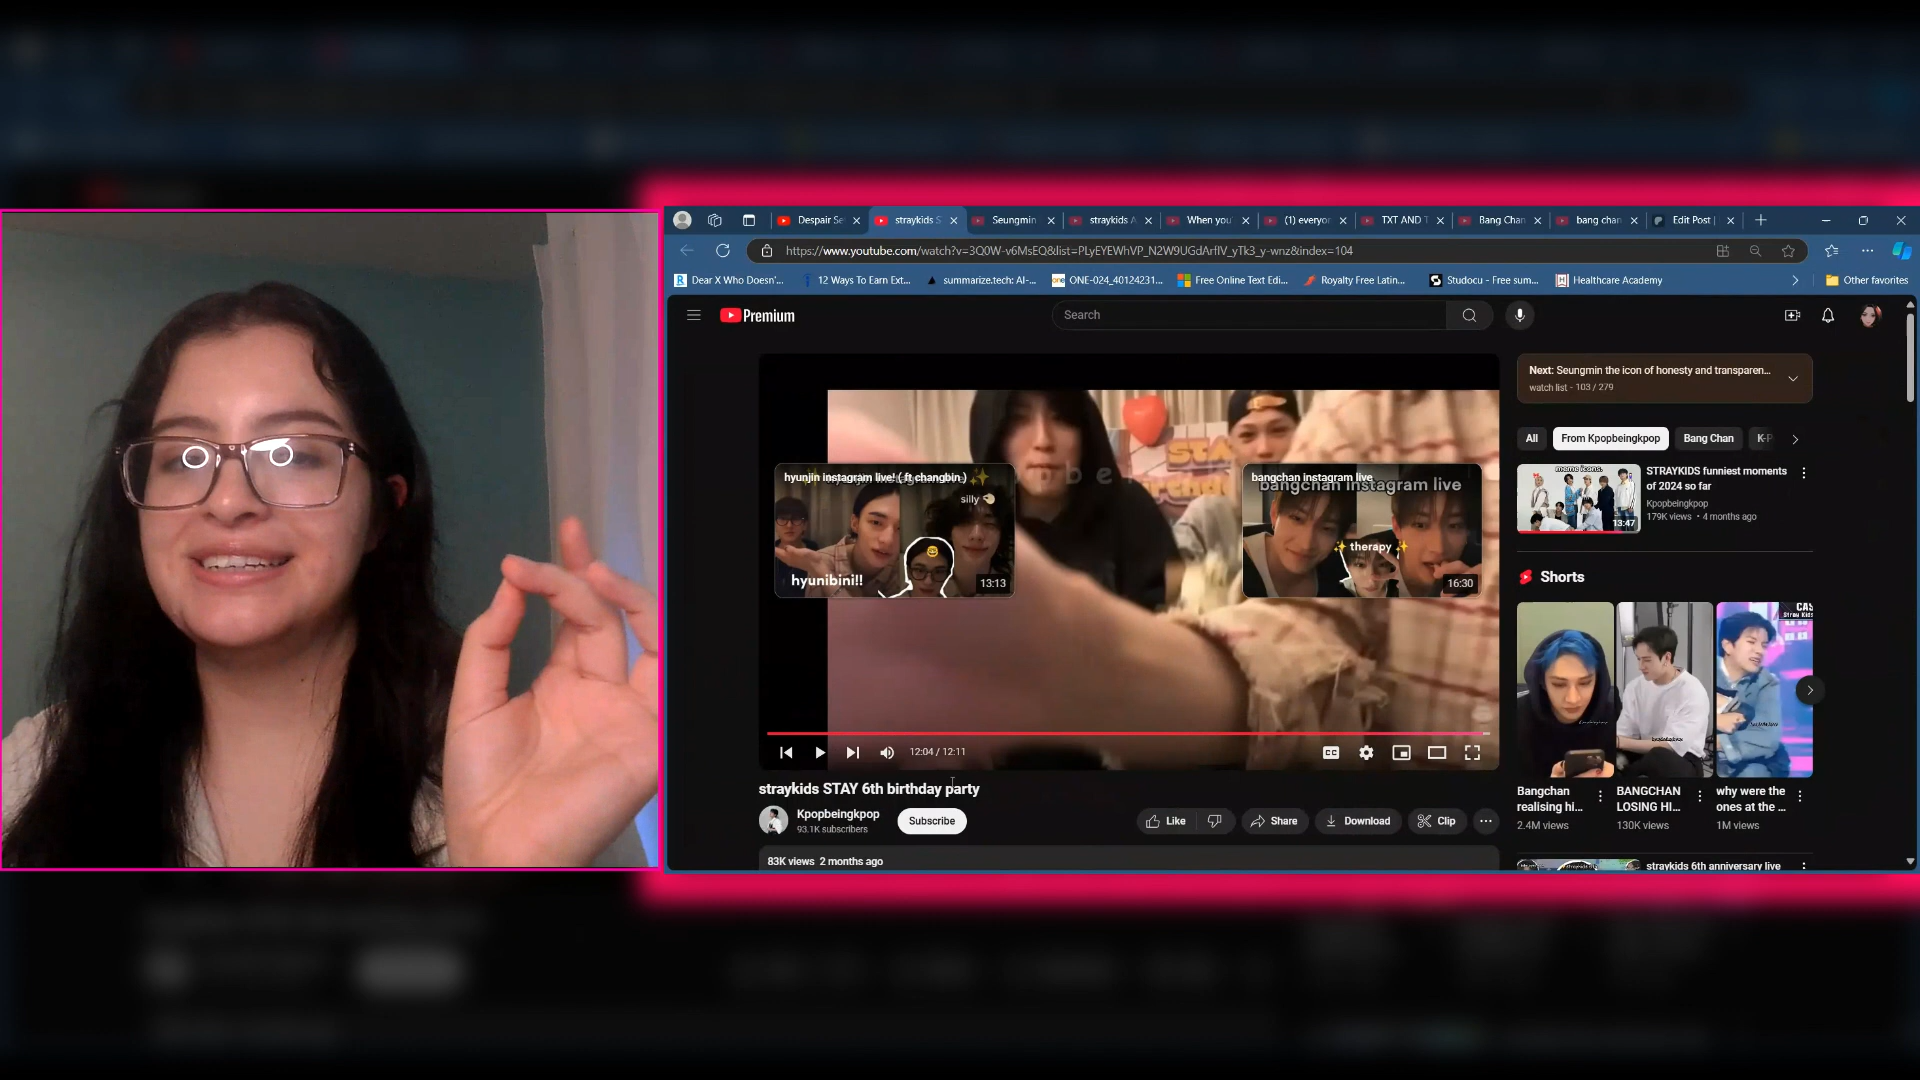 Despair Se
straykids S
Seungmin
straykids A
When you
(1) everyon
TXT AND T
Bang Chan
bang chan
Edit Post |
https://www.youtube.com/watch?v=3Q0W-v6MsEQ&list=PLyEYEWhVP_N2W9UGdArfIV_yTk3_y-wnz&index=104
Dear X Who Doesn'...
12 Ways To Earn Ext...
summarize.tech: AI-...
ONE-024_40124231...
Free Online Text Edi...
Royalty Free Latin...
Studocu - Free sum...
Healthcare Academy
Other favorites
Premium
Search
hyunjin instagram live! ( ft changbin )
silly
hyunibini!!
13:13
bangchan instagram live
bangchan instagram live
therapy
16:30
STAY
12:04 / 12:11
straykids STAY 6th birthday party
Kpopbeingkpop
93.1K subscribers
Subscribe
Like
Share
Download
Clip
83K views 2 months ago
Next: Seungmin the icon of honesty and transparen...
watch list - 103 / 279
All
From Kpopbeingkpop
Bang Chan
K-P
meme icons.
13:47
STRAYKIDS funniest moments
of 2024 so far
Kpopbeingkpop
179K views • 4 months ago
Shorts
CAS
Stray Kids
Bangchan
realising hi...
2.4M views
BANGCHAN
LOSING HI...
130K views
why were the
ones at the ...
1M views
straykids 6th anniversary live